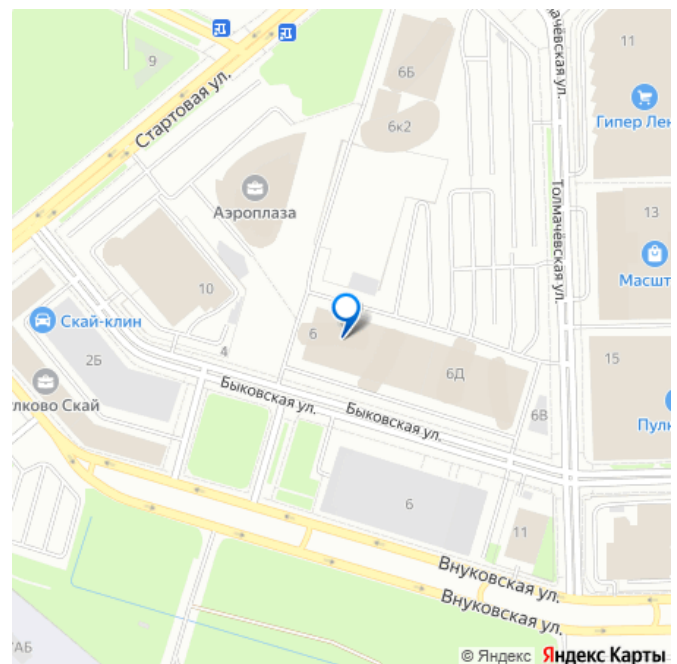 9
Стартовая ул.
6Б
6к2
11
Гипер Лен
Толмачёвская ул.
Аэроплаза
Толмачёвская ул.
13
Масшт
10
Скай-клин
2Б
4
6
6Д
15
лково Скай
Быковская ул.
Быковская ул.
6В
Пулк
6
11
Внуковская ул.
Внуковская ул.
© Яндекс Яндекс Карты